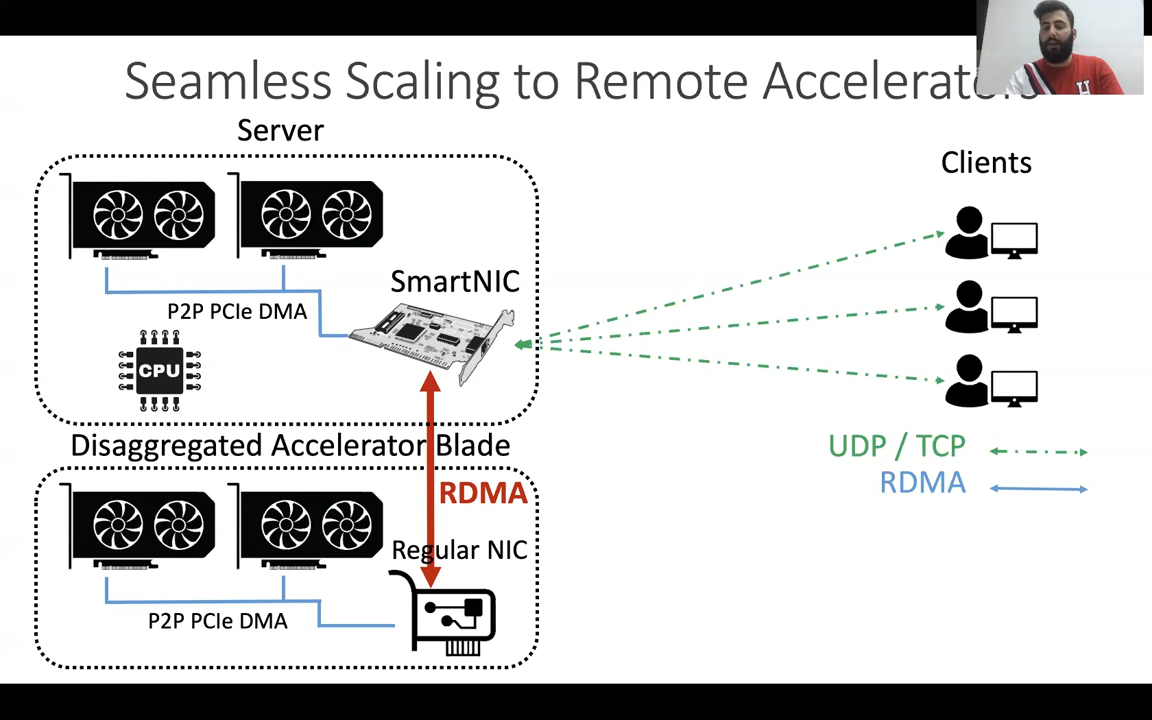 Seamless Scaling to Remote Accelerators
Server
Clients
SmartNIC
P2P PCIe DMA
CPU
Disaggregated Accelerator Blade
UDP / TCP
RDMA
RDMA
Regular NIC
P2P PCIe DMA
H